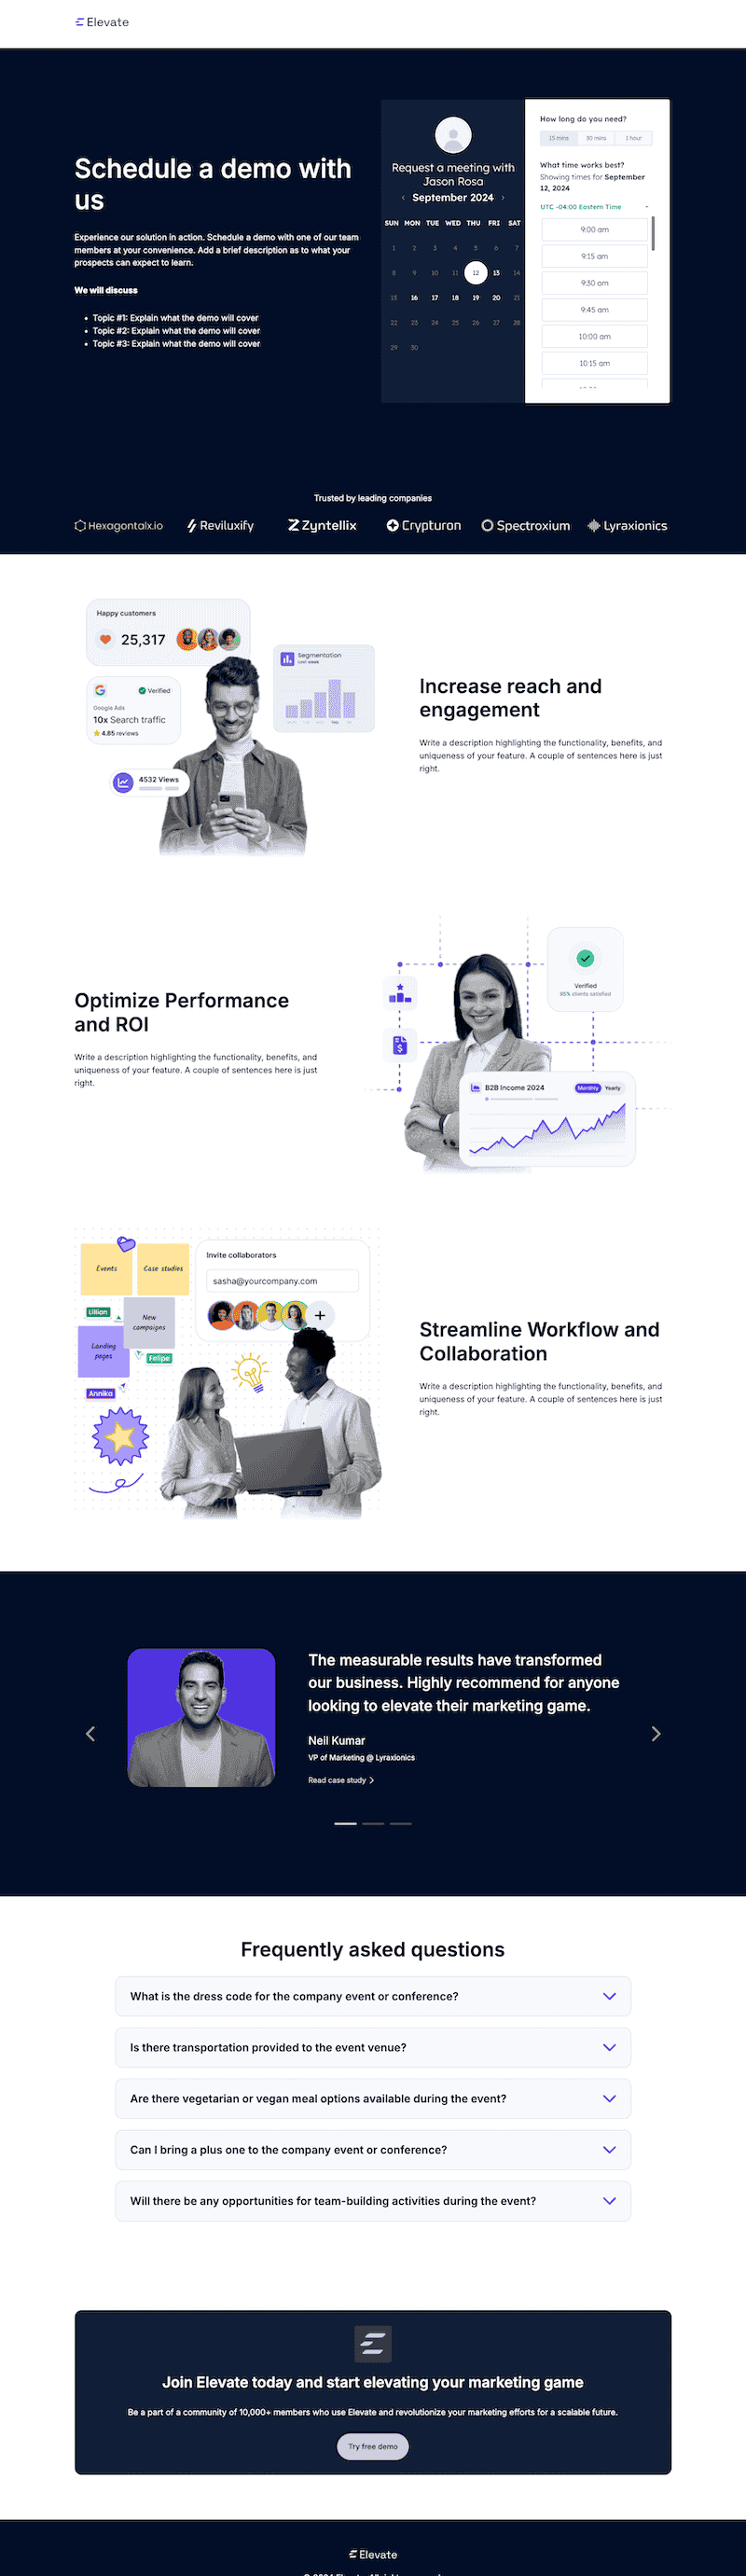 Elevate
Schedule a demo with
us
Experience our solution in action. Schedule a demo with one of our team
members at your convenience. Add a brief description as to what your
prospects can expect to learn.
We will discuss
Topic #1: Explain what the demo will cover
Topic #2: Explain what the demo will cover
Topic #3: Explain what the demo will cover
Request a meeting with
Jason Rosa
September 2024
SUN MON TUE WED THU FRI SAT
1 2 3 4 5 6 7
8 9 10 11 12 13 14
15 16 17 18 19 20 21
22 23 24 25 26 27 28
29 30
How long do you need?
15 mins 30 mins 1 hour
What time works best?
Showing times for September
12, 2024
UTC -04:00 Eastern Time
9:00 am
9:15 am
9:30 am
9:45 am
10:00 am
10:15 am
Trusted by leading companies
Hexagontalx.io Reviluxify Zyntellix Crypturon Spectroxium Lyraxionics
Happy customers
25,317
Verified
Google Ads
10x Search traffic
4.85 reviews
4532 Views
Segmentation
Last week
Increase reach and
engagement
Write a description highlighting the functionality, benefits, and
uniqueness of your feature. A couple of sentences here is just
right.
Optimize Performance
and ROI
Write a description highlighting the functionality, benefits, and
uniqueness of your feature. A couple of sentences here is just
right.
Verified
95% clients satisfied
B2B Income 2024
Monthly Yearly
Events
Case studies
Lillian
New
campaigns
Landing
pages
Felipe
Annika
Invite collaborators
sasha@yourcompany.com
Streamline Workflow and
Collaboration
Write a description highlighting the functionality, benefits, and
uniqueness of your feature. A couple of sentences here is just
right.
The measurable results have transformed
our business. Highly recommend for anyone
looking to elevate their marketing game.
Neil Kumar
VP of Marketing @ Lyraxionics
Read case study
Frequently asked questions
What is the dress code for the company event or conference?
Is there transportation provided to the event venue?
Are there vegetarian or vegan meal options available during the event?
Can I bring a plus one to the company event or conference?
Will there be any opportunities for team-building activities during the event?
Join Elevate today and start elevating your marketing game
Be a part of a community of 10,000+ members who use Elevate and revolutionize your marketing efforts for a scalable future.
Try free demo
Elevate